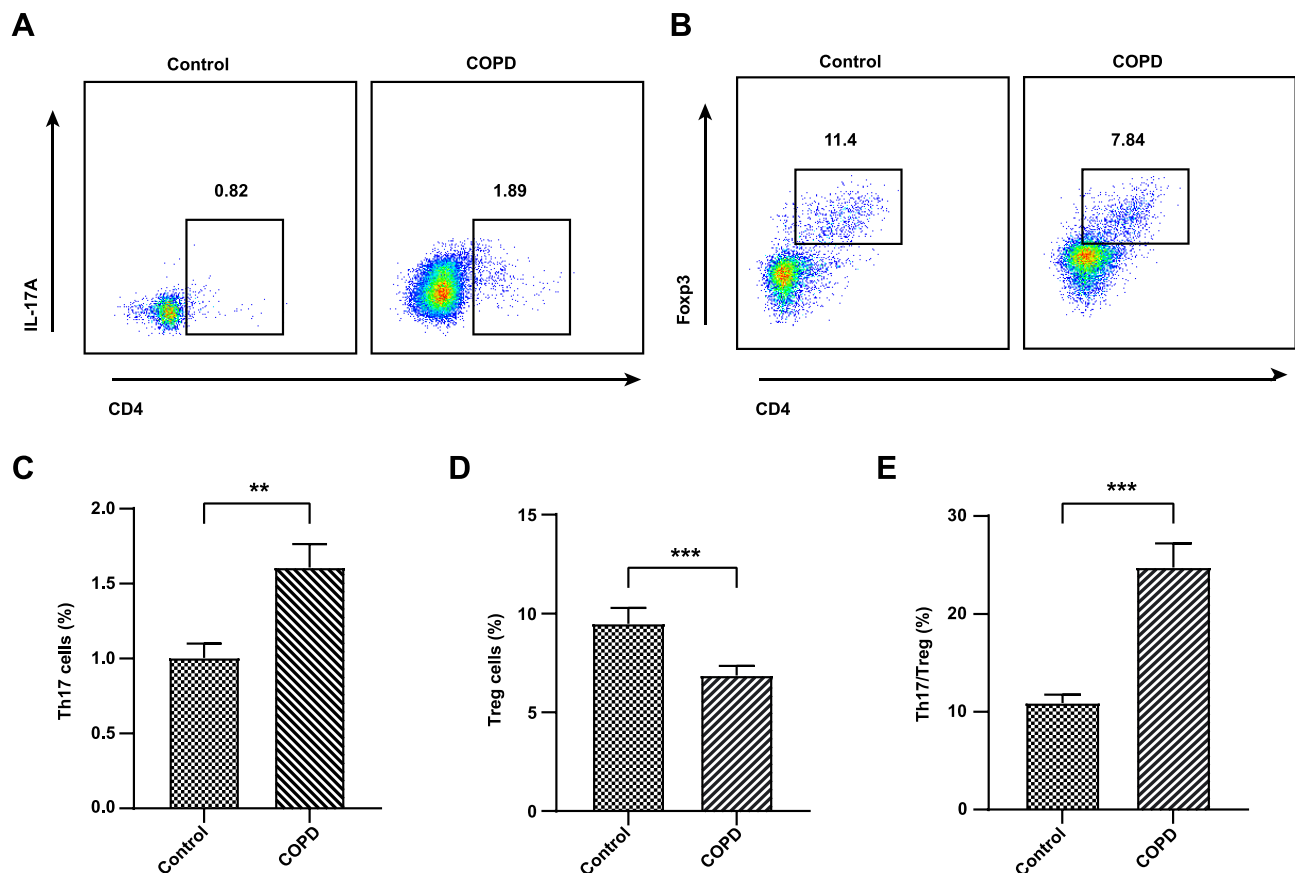 A
B
Control
COPD
Control
COPD
IL-17A
0.82
1.89
Foxp3
11.4
7.84
CD4
CD4
C
D
E
Th17 cells (%)
2.0
1.5
1.0
0.5
0.0
**
Control
COPD
Treg cells (%)
15
10
5
0
***
Control
COPD
Th17/Treg (%)
30
20
10
0
***
Control
COPD